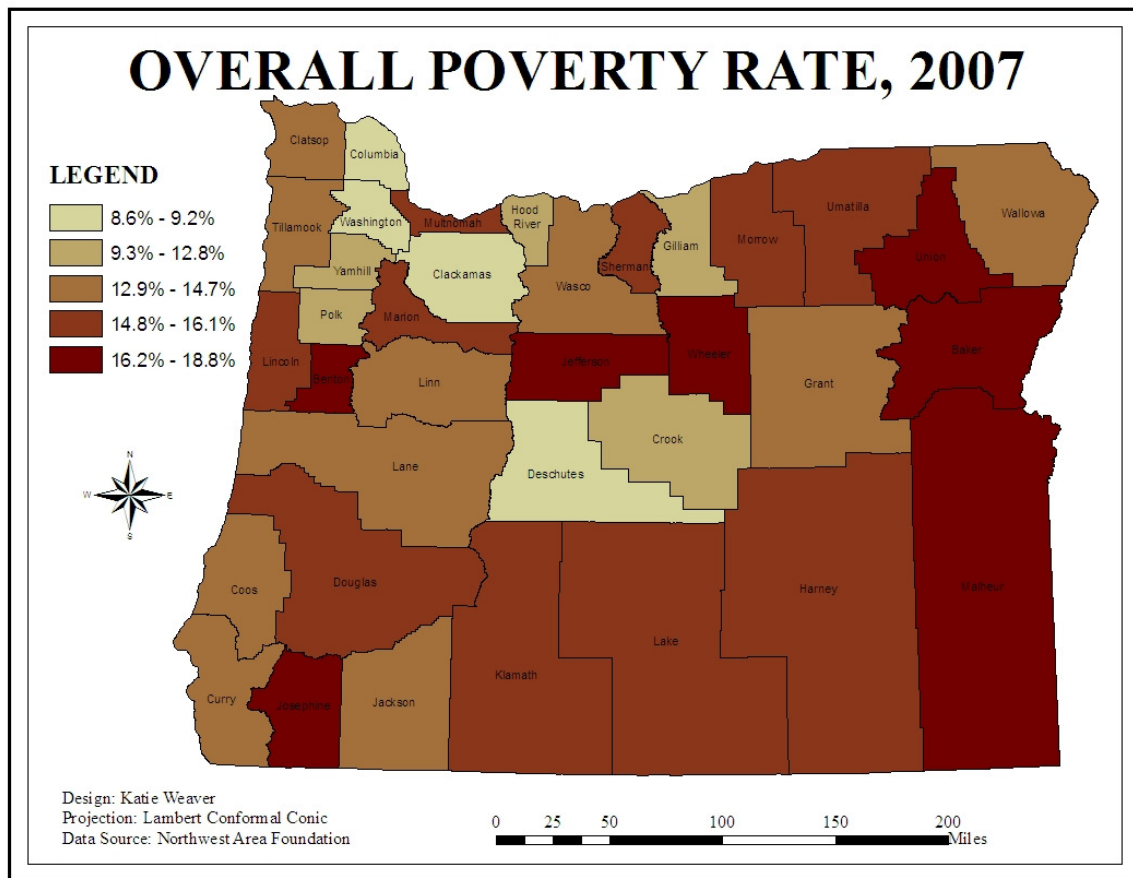 OVERALL POVERTY RATE, 2007
LEGEND
8.6% - 9.2%
9.3% - 12.8%
12.9% - 14.7%
14.8% - 16.1%
16.2% - 18.8%
Clatsop
Columbia
Tillamook
Washington
Multnomah
Hood
River
Yamhill
Clackamas
Wasco
Sherman
Gilliam
Morrow
Umatilla
Union
Wallowa
Polk
Marion
Lincoln
Benton
Linn
Jefferson
Wheeler
Grant
Baker
Lane
Deschutes
Crook
Coos
Douglas
Klamath
Lake
Harney
Malheur
Curry
Josephine
Jackson
N
W
E
S
Design: Katie Weaver
Projection: Lambert Conformal Conic
Data Source: Northwest Area Foundation
0 25 50 100 150 200
Miles